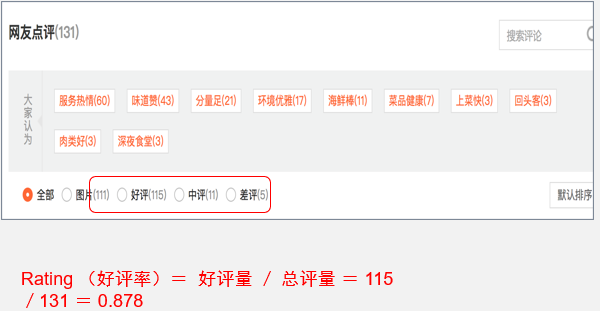 网友点评(131)
搜索评论
大家认为
服务热情(60) 味道赞(43) 分量足(21) 环境优雅(17) 海鲜棒(11) 菜品健康(7) 上菜快(3) 回头客(3)
肉类好(3) 深夜食堂(3)
全部 图片(111) 好评(115) 中评(11) 差评(5) 默认排序
Rating （好评率）＝ 好评量 ／ 总评量 ＝ 115
／131 ＝ 0.878